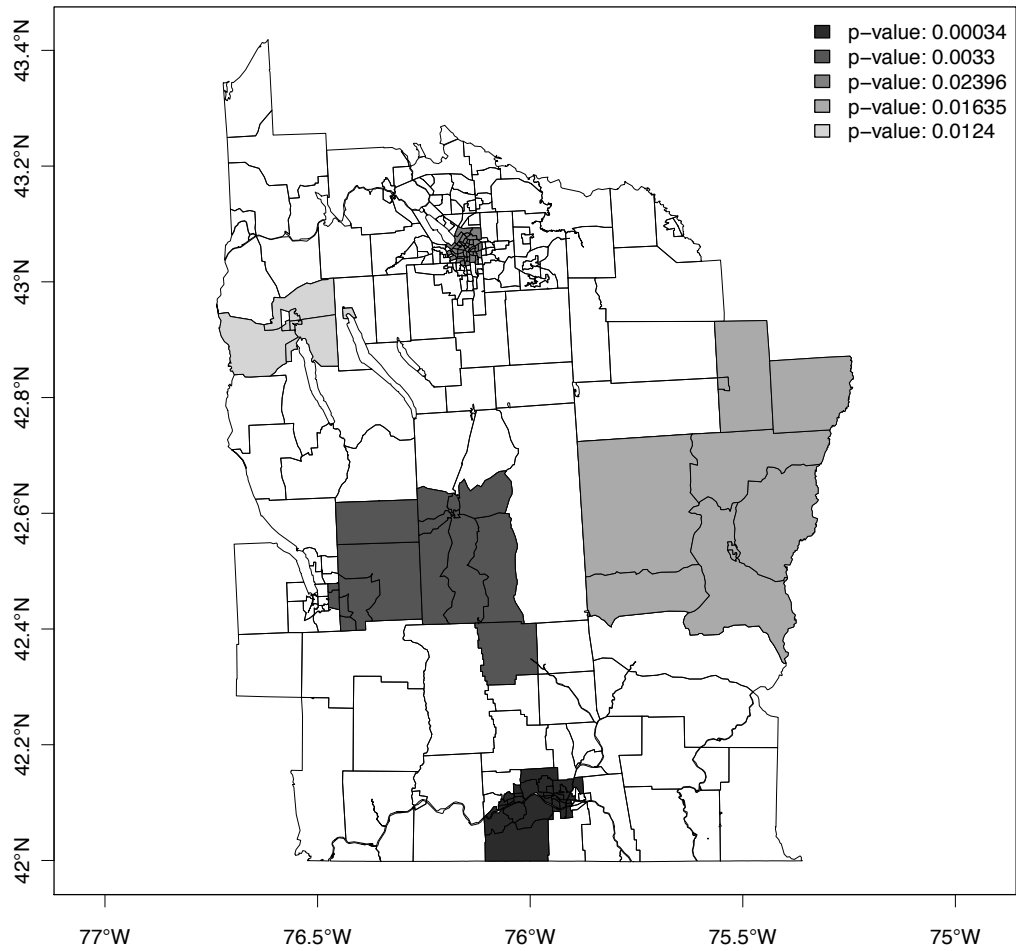 p−value: 0.00034
p−value: 0.0033
p−value: 0.02396
p−value: 0.01635
p−value: 0.0124
43.4°N
43.2°N
43°N
42.8°N
42.6°N
42.4°N
42.2°N
42°N
77°W
76.5°W
76°W
75.5°W
75°W